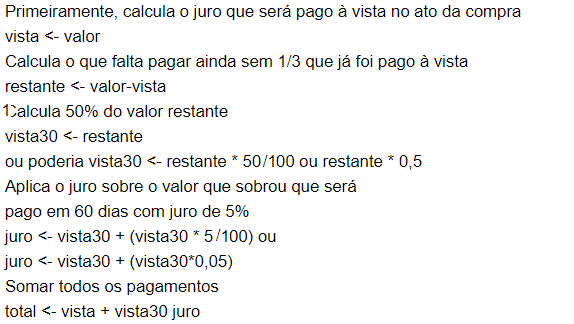 Primeiramente, calcula o juro que será pago à vista no ato da compra
vista <- valor
Calcula o que falta pagar ainda sem 1/3 que já foi pago à vista
restante <- valor-vista
1Calcula 50% do valor restante
vista30 <- restante
ou poderia vista30 <- restante * 50/100 ou restante * 0,5
Aplica o juro sobre o valor que sobrou que será
pago em 60 dias com juro de 5%
juro <- vista30 + (vista30 * 5/100) ou
juro <- vista30 + (vista30*0,05)
Somar todos os pagamentos
total <- vista + vista30 juro